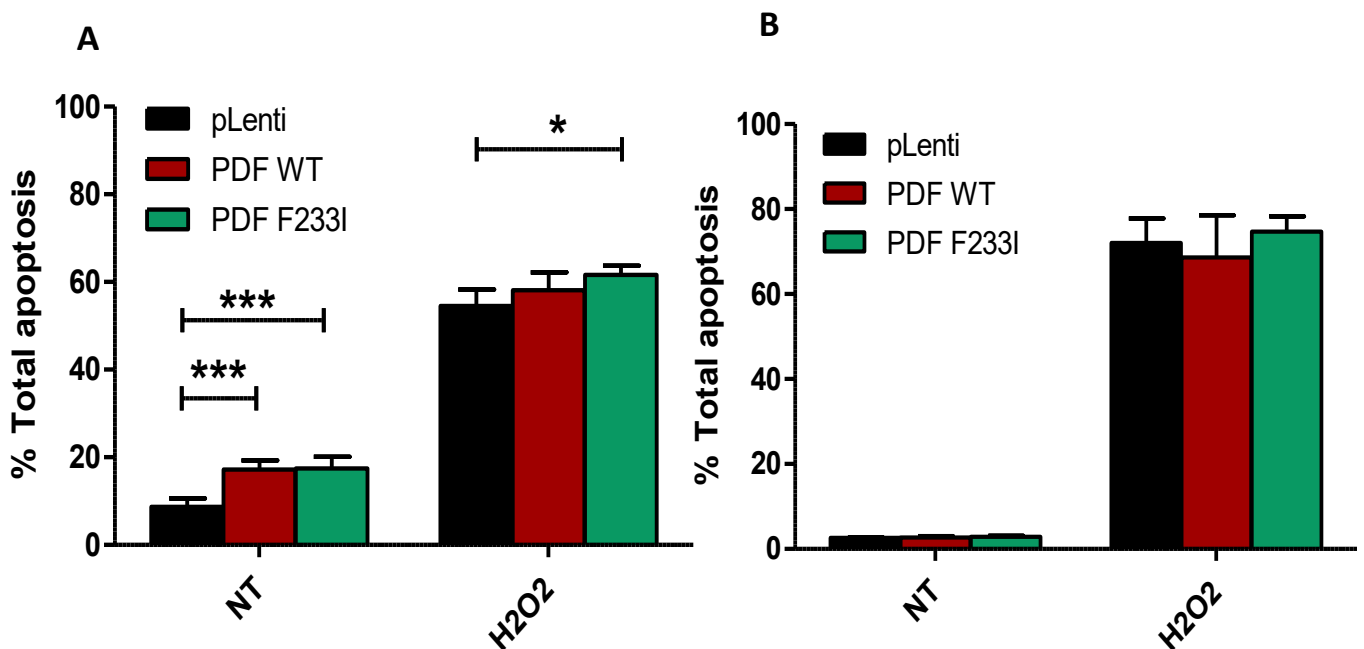 A
% Total apoptosis
100
80
60
40
20
0
pLenti
PDF WT
PDF F233I
***
***
*
NT
H2O2
B
% Total apoptosis
100
80
60
40
20
0
pLenti
PDF WT
PDF F233I
NT
H2O2